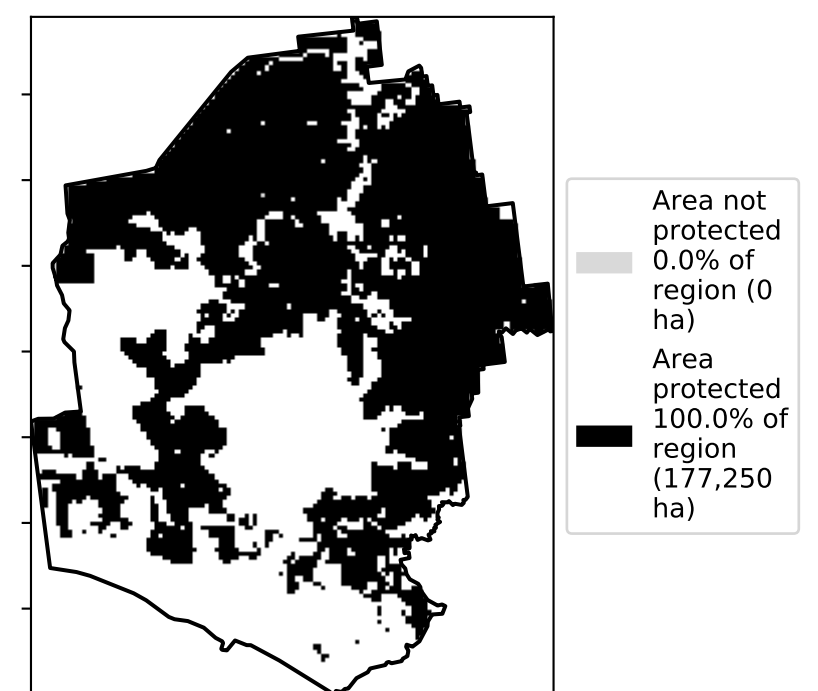 Area not
protected
0.0% of
region (0
ha)
Area
protected
100.0% of
region
(177,250
ha)